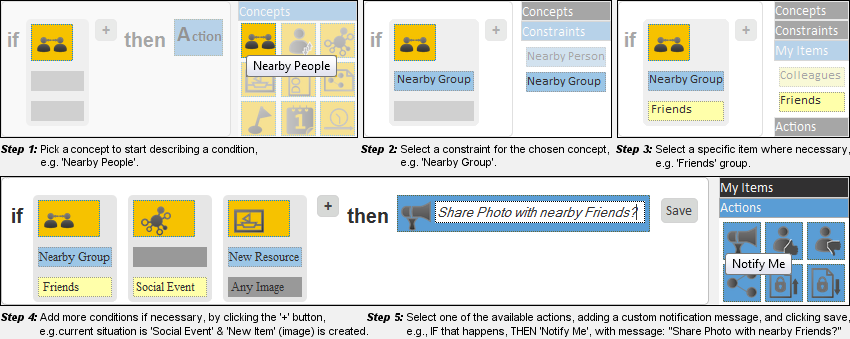 if
+
then
Action
Concepts
Nearby People
Step 1: Pick a concept to start describing a condition,
e.g. 'Nearby People'.
if
+
Nearby Group
Concepts
Constraints
Nearby Person
Nearby Group
Step 2: Select a constraint for the chosen concept,
e.g. 'Nearby Group'.
if
+
Nearby Group
Friends
Concepts
Constraints
My Items
Colleagues
Friends
Actions
Step 3: Select a specific item where necessary,
e.g. 'Friends' group.
if
Nearby Group
Friends
Social Event
New Resource
Any Image
+
then
Share Photo with nearby Friends?
Save
My Items
Actions
Notify Me
Step 4: Add more conditions if necessary, by clicking the '+' button,
e.g.current situation is 'Social Event' & 'New Item' (image) is created.
Step 5: Select one of the available actions, adding a custom notification message, and clicking save,
e.g., IF that happens, THEN 'Notify Me', with message: "Share Photo with nearby Friends?"